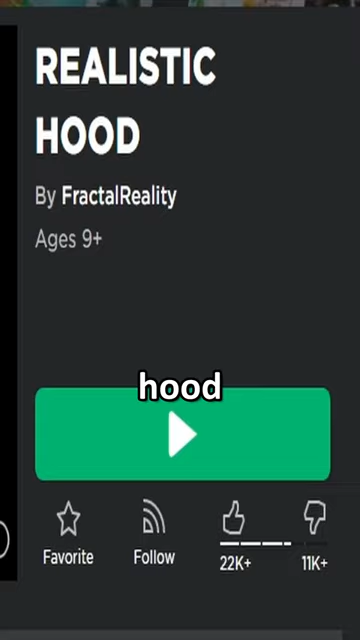 REALISTIC
HOOD
By FractalReality
Ages 9+
hood
Favorite
Follow
22K+
11K+